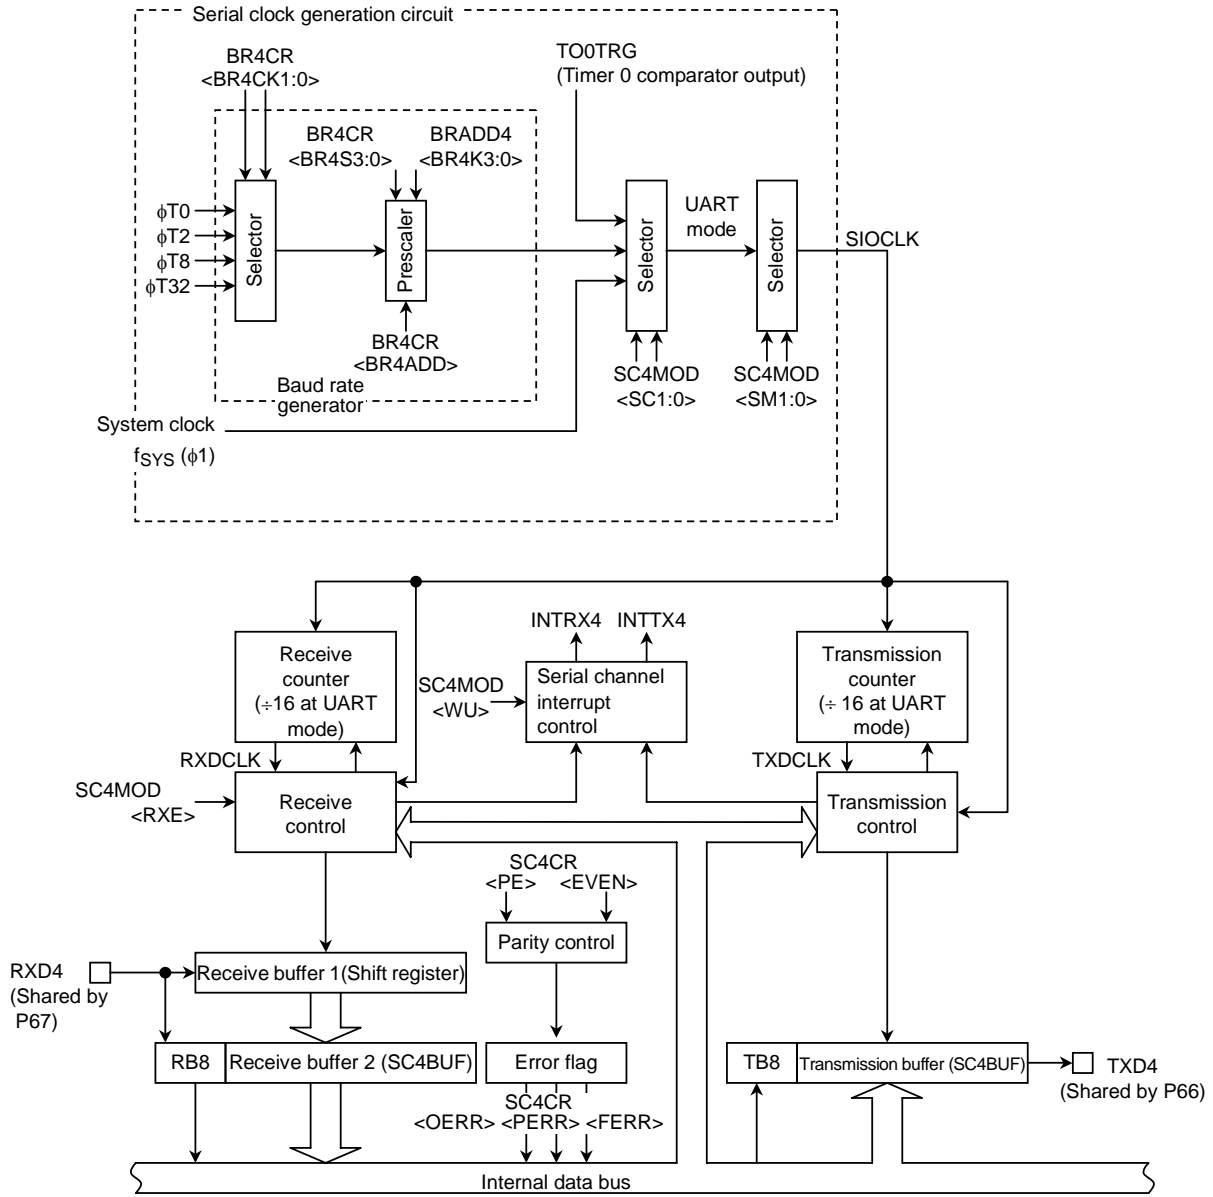 Serial clock generation circuit
BR4CR
<BR4CK1:0>
TO0TRG
(Timer 0 comparator output)
BR4CR
<BR4S3:0>
BRADD4
<BR4K3:0>
ϕT0
ϕT2
ϕT8
ϕT32
Selector
Prescaler
Selector
UART
mode
Selector
SIOCLK
BR4CR
<BR4ADD>
SC4MOD
<SC1:0>
SC4MOD
<SM1:0>
Baud rate
generator
System clock
fSYS (ϕ1)
INTRX4
INTTX4
Receive
counter
(÷16 at UART
mode)
SC4MOD
<WU>
Serial channel
interrupt
control
Transmission
counter
(÷ 16 at UART
mode)
RXDCLK
TXDCLK
SC4MOD
<RXE>
Receive
control
Transmission
control
SC4CR
<PE>
<EVEN>
Parity control
RXD4
(Shared by
P67)
Receive buffer 1(Shift register)
RB8
Receive buffer 2 (SC4BUF)
Error flag
TB8
Transmission buffer (SC4BUF)
TXD4
(Shared by P66)
SC4CR
<OERR>
<PERR>
<FERR>
Internal data bus